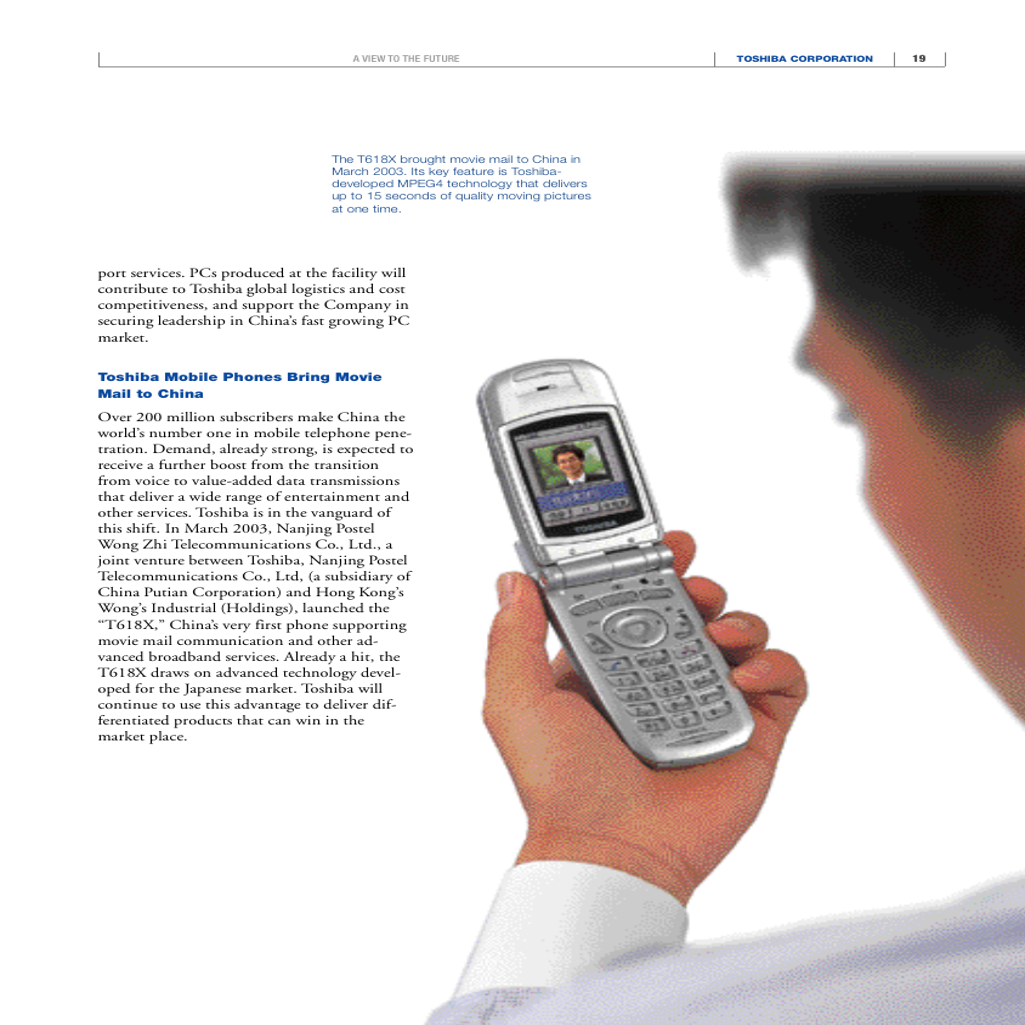 A VIEW TO THE FUTURE
TOSHIBA CORPORATION
19
The T618X brought movie mail to China in
March 2003. Its key feature is Toshiba-
developed MPEG4 technology that delivers
up to 15 seconds of quality moving pictures
at one time.
port services. PCs produced at the facility will
contribute to Toshiba global logistics and cost
competitiveness, and support the Company in
securing leadership in China's fast growing PC
market.
Toshiba Mobile Phones Bring Movie
Mail to China
Over 200 million subscribers make China the
world's number one in mobile telephone pene-
tration. Demand, already strong, is expected to
receive a further boost from the transition
from voice to value-added data transmissions
that deliver a wide range of entertainment and
other services. Toshiba is in the vanguard of
this shift. In March 2003, Nanjing Postel
Wong Zhi Telecommunications Co., Ltd., a
joint venture between Toshiba, Nanjing Postel
Telecommunications Co., Ltd, (a subsidiary of
China Putian Corporation) and Hong Kong's
Wong's Industrial (Holdings), launched the
“T618X,” China's very first phone supporting
movie mail communication and other ad-
vanced broadband services. Already a hit, the
T618X draws on advanced technology devel-
oped for the Japanese market. Toshiba will
continue to use this advantage to deliver dif-
ferentiated products that can win in the
market place.
TOSHIBA